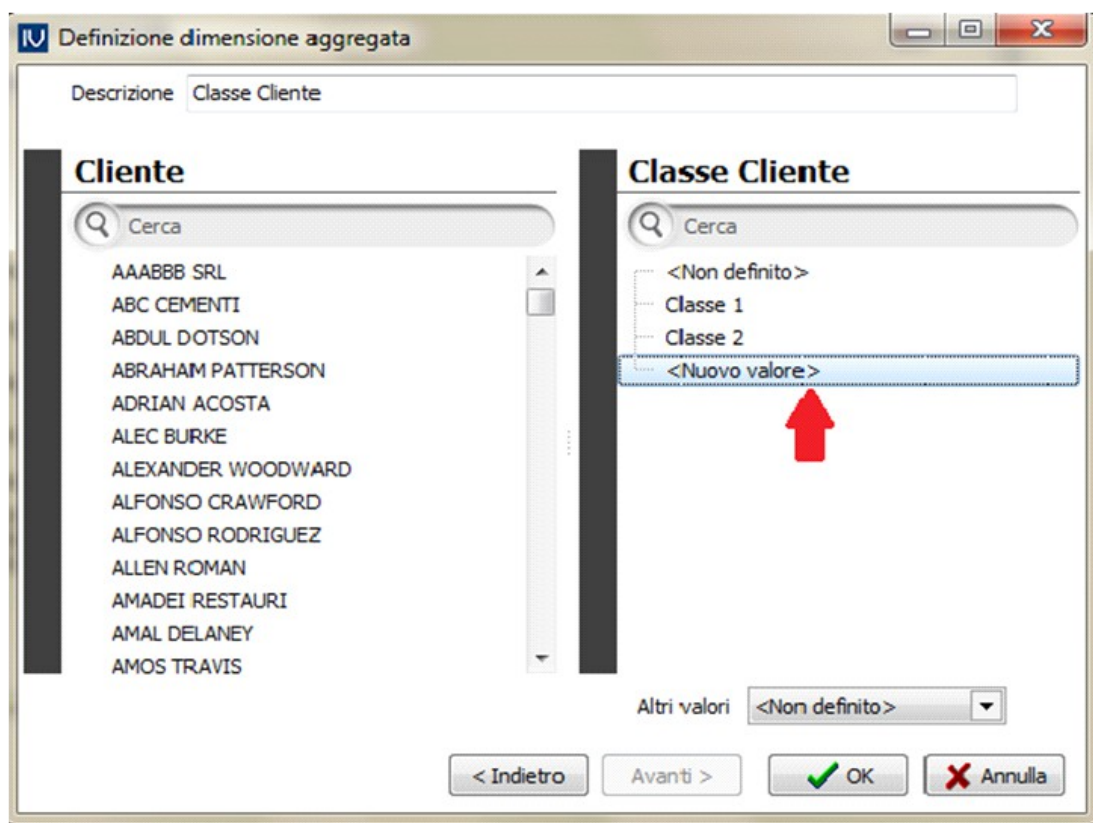 IU Definizione dimensione aggregata
Descrizione Classe Cliente
Cliente
Cerca
AAABBB SRL
ABC CEMENTI
ABDUL DOTSON
ABRAHAM PATTERSON
ADRIAN ACOSTA
ALEC BURKE
ALEXANDER WOODWARD
ALFONSO CRAWFORD
ALFONSO RODRIGUEZ
ALLEN ROMAN
AMADEI RESTAURI
AMAL DELANEY
AMOS TRAVIS
Classe Cliente
Cerca
<Non definito>
Classe 1
Classe 2
<Nuovo valore>
Altri valori <Non definito>
< Indietro Avanti > OK Annulla